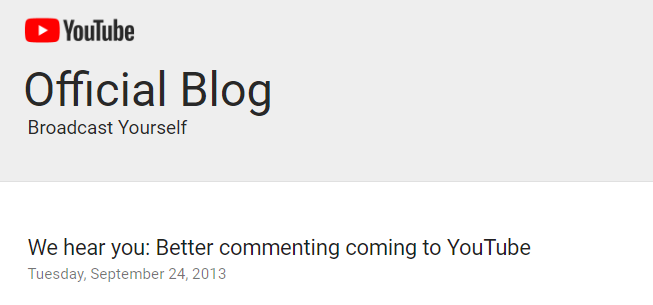 YouTube
Official Blog
Broadcast Yourself
We hear you: Better commenting coming to YouTube
Tuesday, September 24, 2013